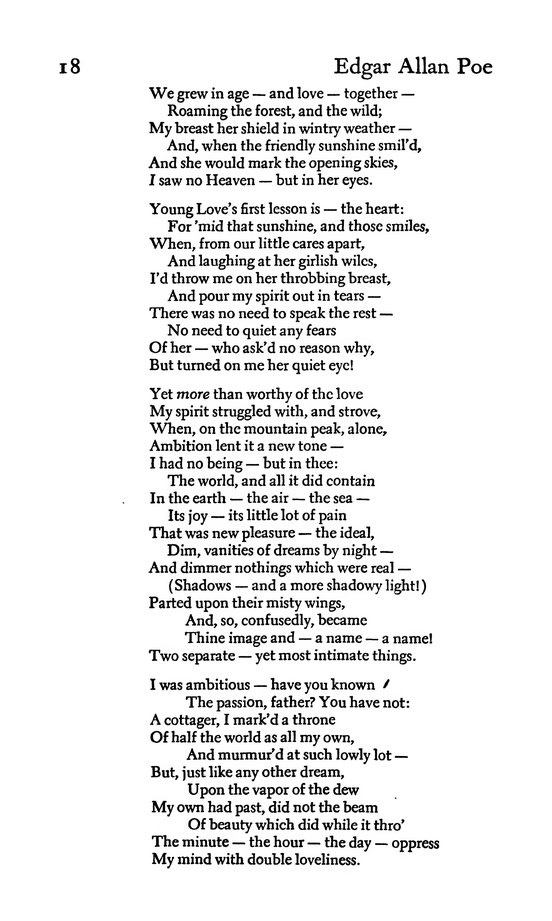 18 Edgar Allan Poe
We grew in age — and love — together —
Roaming the forest, and the wild;
My breast her shield in wintry weather —
And, when the friendly sunshine smil'd,
And she would mark the opening skies,
I saw no Heaven — but in her eyes.
Young Love's first lesson is — the heart:
For 'mid that sunshine, and those smiles,
When, from our little cares apart,
And laughing at her girlish wiles,
I'd throw me on her throbbing breast,
And pour my spirit out in tears —
There was no need to speak the rest —
No need to quiet any fears
Of her — who ask'd no reason why,
But turned on me her quiet eye!
Yet more than worthy of the love
My spirit struggled with, and strove,
When, on the mountain peak, alone,
Ambition lent it a new tone —
I had no being — but in thee:
The world, and all it did contain
In the earth — the air — the sea —
Its joy — its little lot of pain
That was new pleasure — the ideal,
Dim, vanities of dreams by night —
And dimmer nothings which were real —
(Shadows — and a more shadowy light!)
Parted upon their misty wings,
And, so, confusedly, became
Thine image and — a name — a name!
Two separate — yet most intimate things.
I was ambitious — have you known
The passion, father? You have not:
A cottager, I mark'd a throne
Of half the world as all my own,
And murmur'd at such lowly lot —
But, just like any other dream,
Upon the vapor of the dew
My own had past, did not the beam
Of beauty which did while it thro'
The minute — the hour — the day — oppress
My mind with double loveliness.